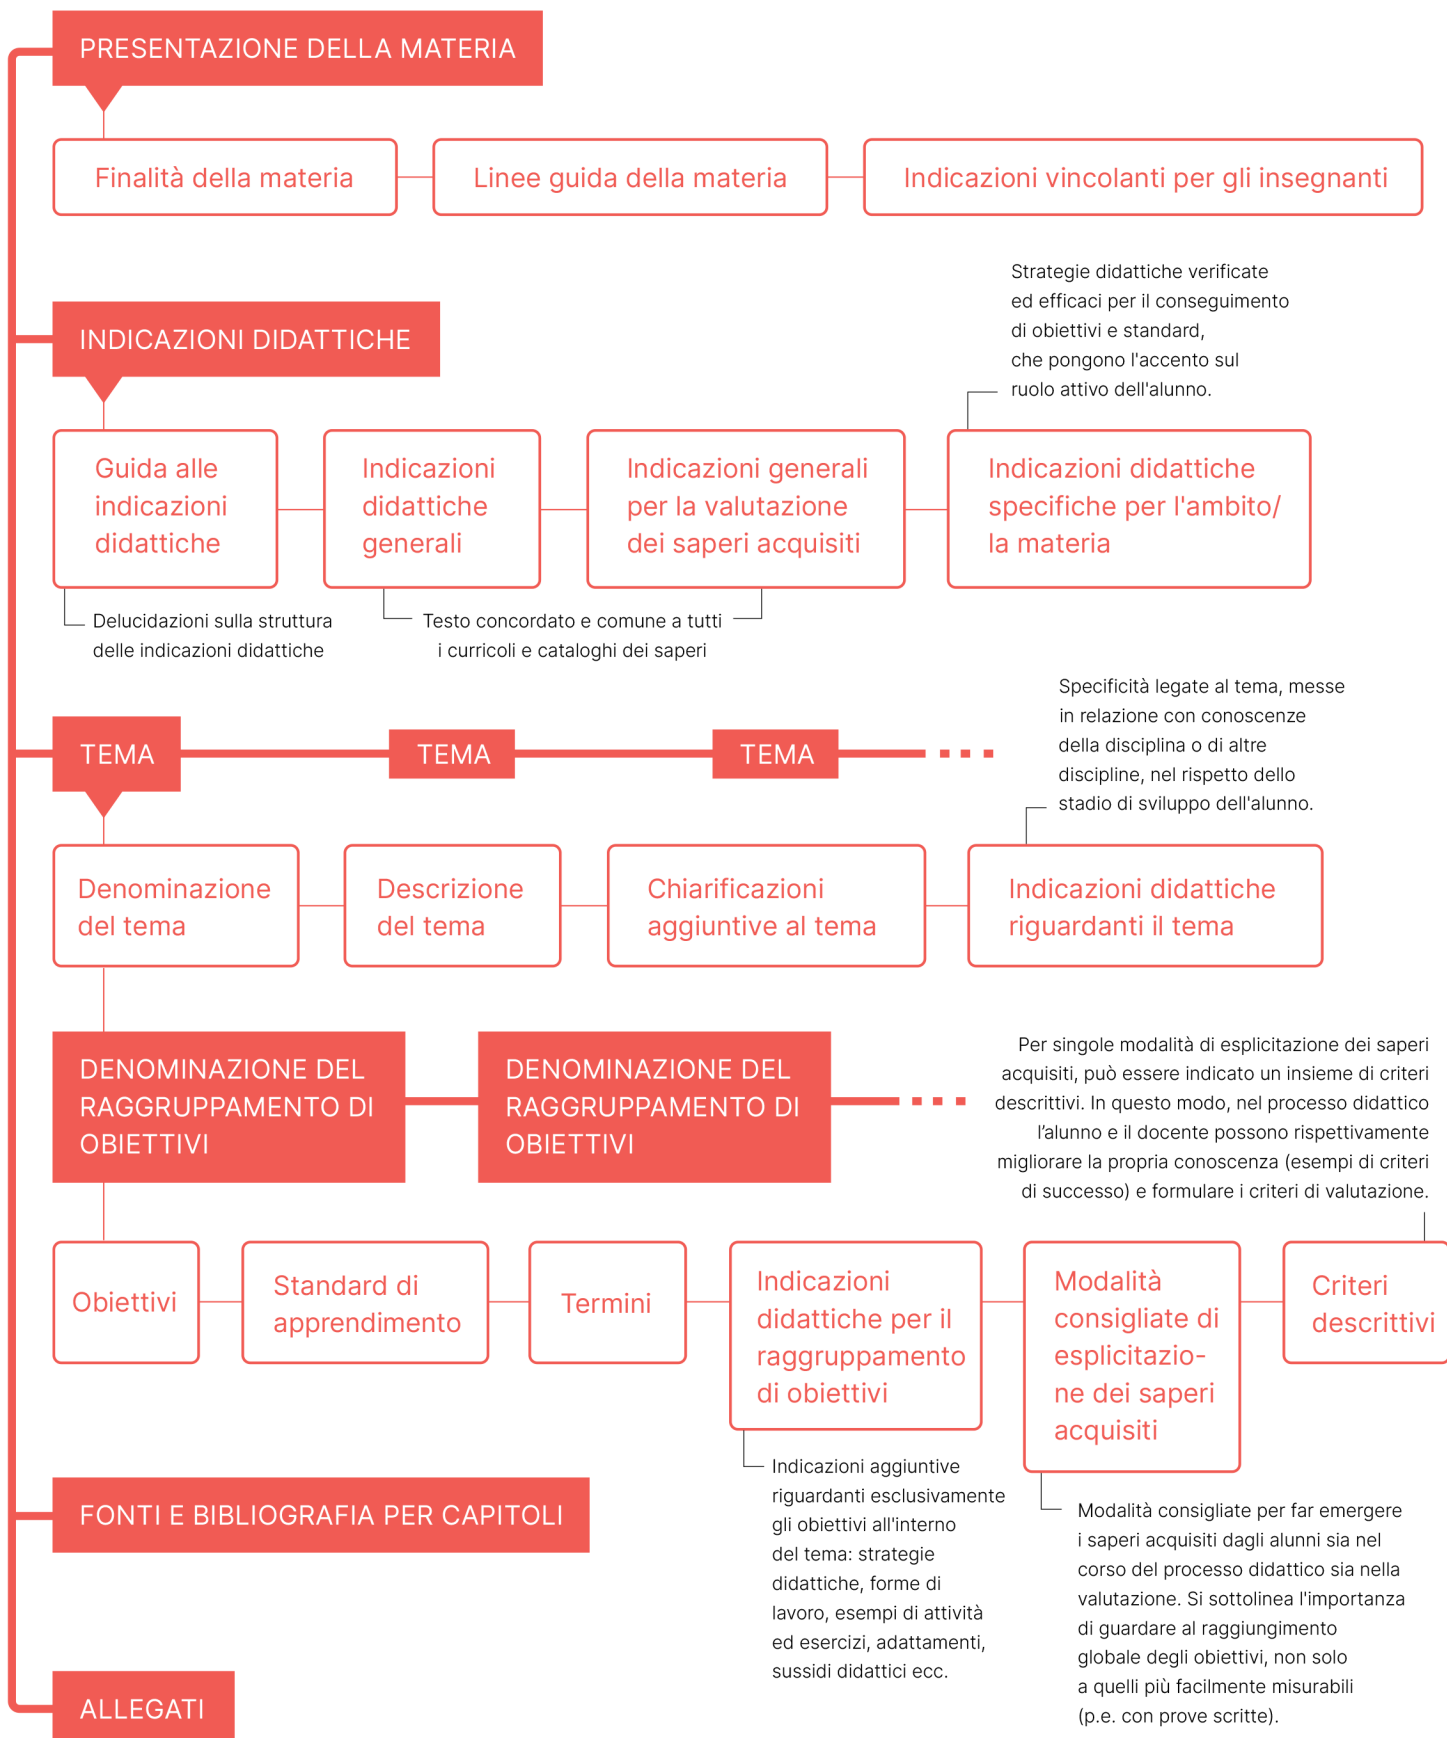 PRESENTAZIONE DELLA MATERIA
Finalità della materia
Linee guida della materia
Indicazioni vincolanti per gli insegnanti
Strategie didattiche verificate
ed efficaci per il conseguimento
di obiettivi e standard,
che pongono l'accento sul
ruolo attivo dell'alunno.
INDICAZIONI DIDATTICHE
Guida alle
indicazioni
didattiche
Indicazioni
didattiche
generali
Indicazioni generali
per la valutazione
dei saperi acquisiti
Indicazioni didattiche
specifiche per l'ambito/
la materia
Delucidazioni sulla struttura
delle indicazioni didattiche
Testo concordato e comune a tutti
i curricoli e cataloghi dei saperi
Specificità legate al tema, messe
in relazione con conoscenze
della disciplina o di altre
discipline, nel rispetto dello
stadio di sviluppo dell'alunno.
TEMA
TEMA
TEMA
Denominazione
del tema
Descrizione
del tema
Chiarificazioni
aggiuntive al tema
Indicazioni didattiche
riguardanti il tema
DENOMINAZIONE DEL
RAGGRUPPAMENTO DI
OBIETTIVI
DENOMINAZIONE DEL
RAGGRUPPAMENTO DI
OBIETTIVI
Per singole modalità di esplicitazione dei saperi
acquisiti, può essere indicato un insieme di criteri
descrittivi. In questo modo, nel processo didattico
l’alunno e il docente possono rispettivamente
migliorare la propria conoscenza (esempi di criteri
di successo) e formulare i criteri di valutazione.
Obiettivi
Standard di
apprendimento
Termini
Indicazioni
didattiche per il
raggruppamento
di obiettivi
Modalità
consigliate di
esplicitazio-
ne dei saperi
acquisiti
Criteri
descrittivi
Indicazioni aggiuntive
riguardanti esclusivamente
gli obiettivi all'interno
del tema: strategie
didattiche, forme di
lavoro, esempi di attività
ed esercizi, adattamenti,
sussidi didattici ecc.
Modalità consigliate per far emergere
i saperi acquisiti dagli alunni sia nel
corso del processo didattico sia nella
valutazione. Si sottolinea l'importanza
di guardare al raggiungimento
globale degli obiettivi, non solo
a quelli più facilmente misurabili
(p.e. con prove scritte).
FONTI E BIBLIOGRAFIA PER CAPITOLI
ALLEGATI